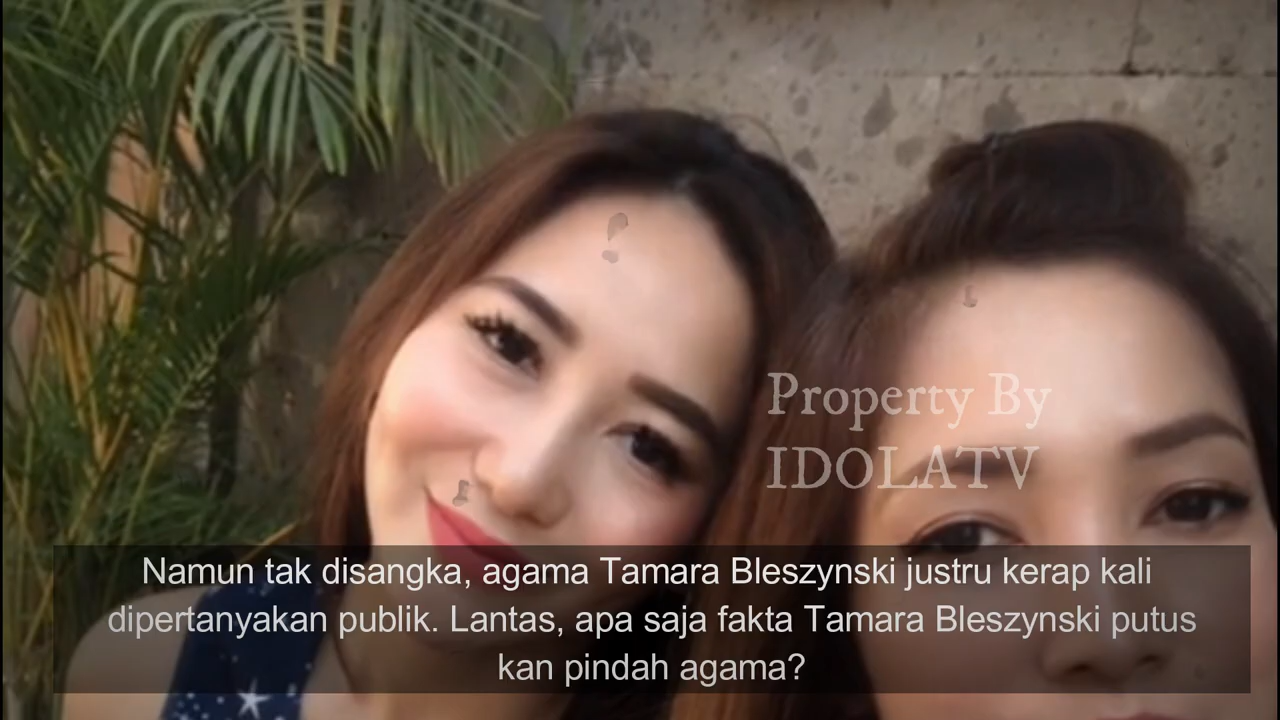 Property By
IDOLATV
Namun tak disangka, agama Tamara Bleszynski justru kerap kali
dipertanyakan publik. Lantas, apa saja fakta Tamara Bleszynski putus
kan pindah agama?